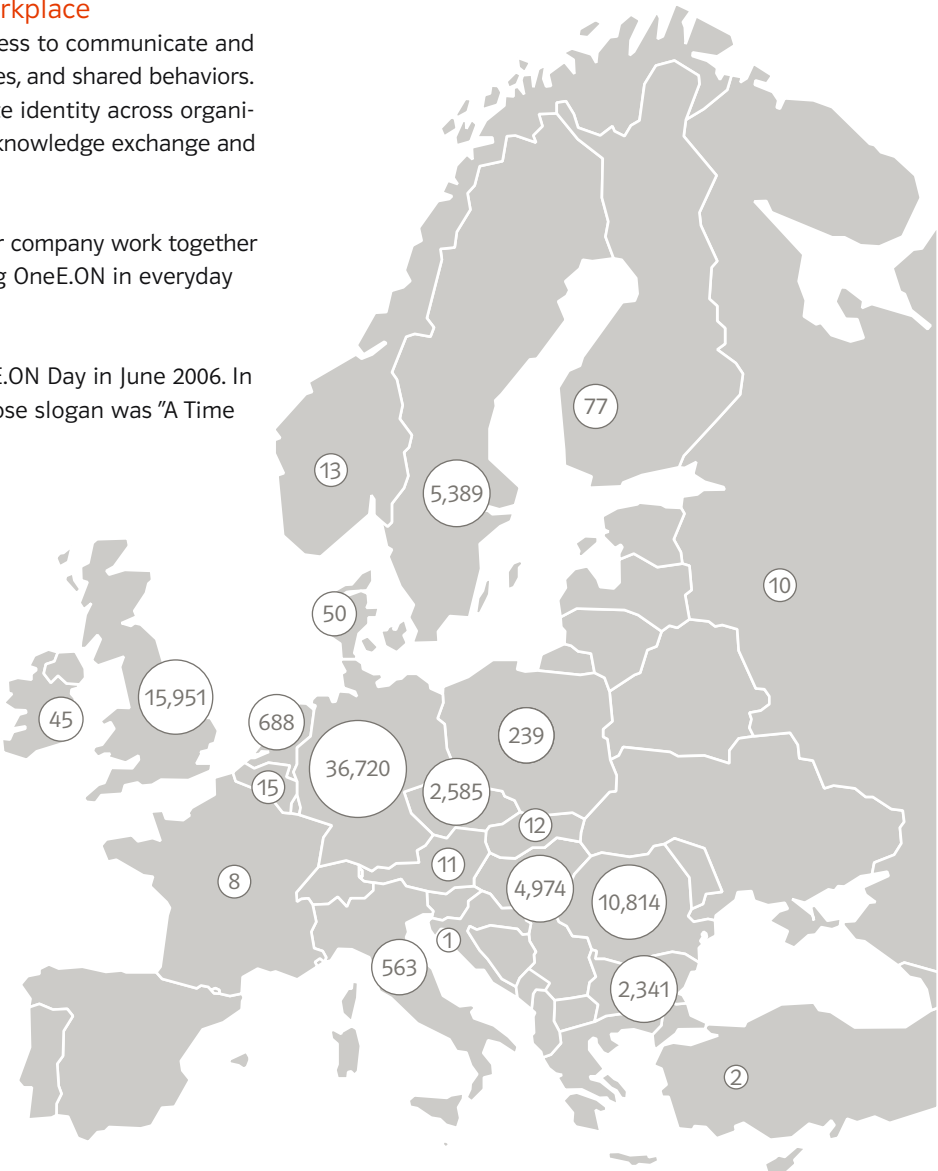 rkplace
ess to communicate and
es, and shared behaviors.
te identity across organi-
knowledge exchange and
r company work together
g OneE.ON in everyday
E.ON Day in June 2006. In
ose slogan was "A Time
77
13
5,389
10
50
15,951
45
688
239
36,720
2,585
15
12
11
8
4,974
10,814
1
563
2,341
2